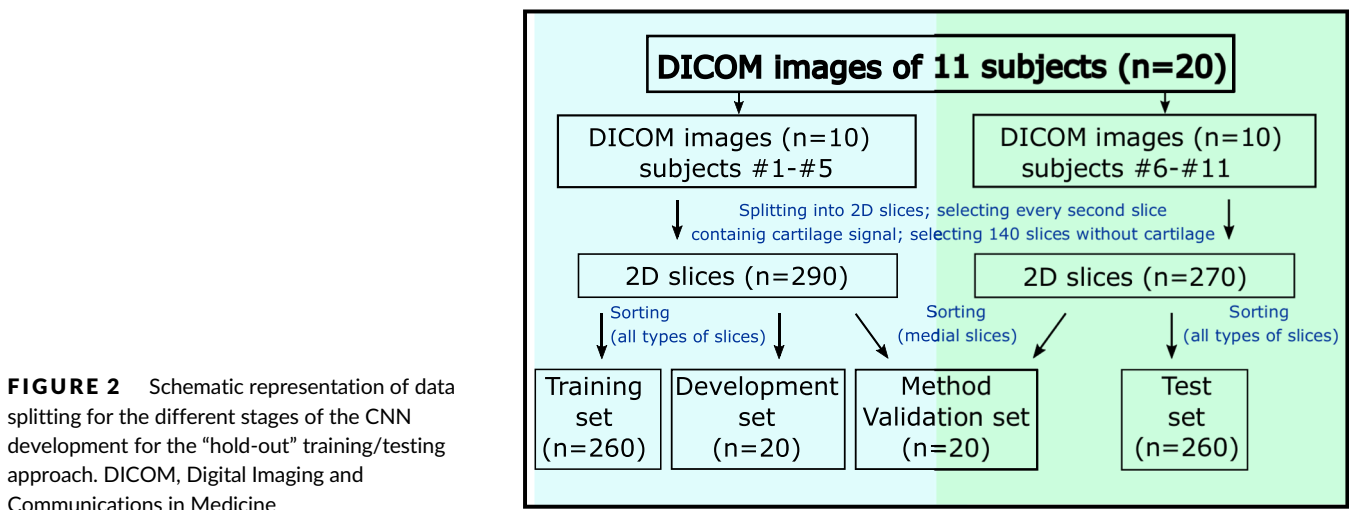 FIGURE 2 Schematic representation of data
splitting for the different stages of the CNN
development for the “hold-out” training/testing
approach. DICOM, Digital Imaging and
Communications in Medicine
DICOM images of 11 subjects (n=20)
DICOM images (n=10)
subjects #1-#5
DICOM images (n=10)
subjects #6-#11
Splitting into 2D slices; selecting every second slice
containig cartilage signal; selecting 140 slices without cartilage
2D slices (n=290)
2D slices (n=270)
Sorting
(all types of slices)
Sorting
(medial slices)
Sorting
(all types of slices)
Training
set
(n=260)
Development
set
(n=20)
Method
Validation set
(n=20)
Test
set
(n=260)